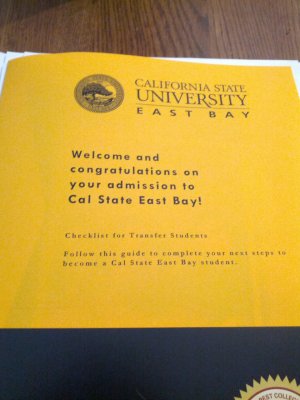 CALIFORNIA STATE
UNIVERSITY
EAST BAY
Welcome and
congratulations on
your admission to
Cal State East Bay!
Checklist for Transfer Students
Follow this guide to complete your next steps to
become a Cal State East Bay student.